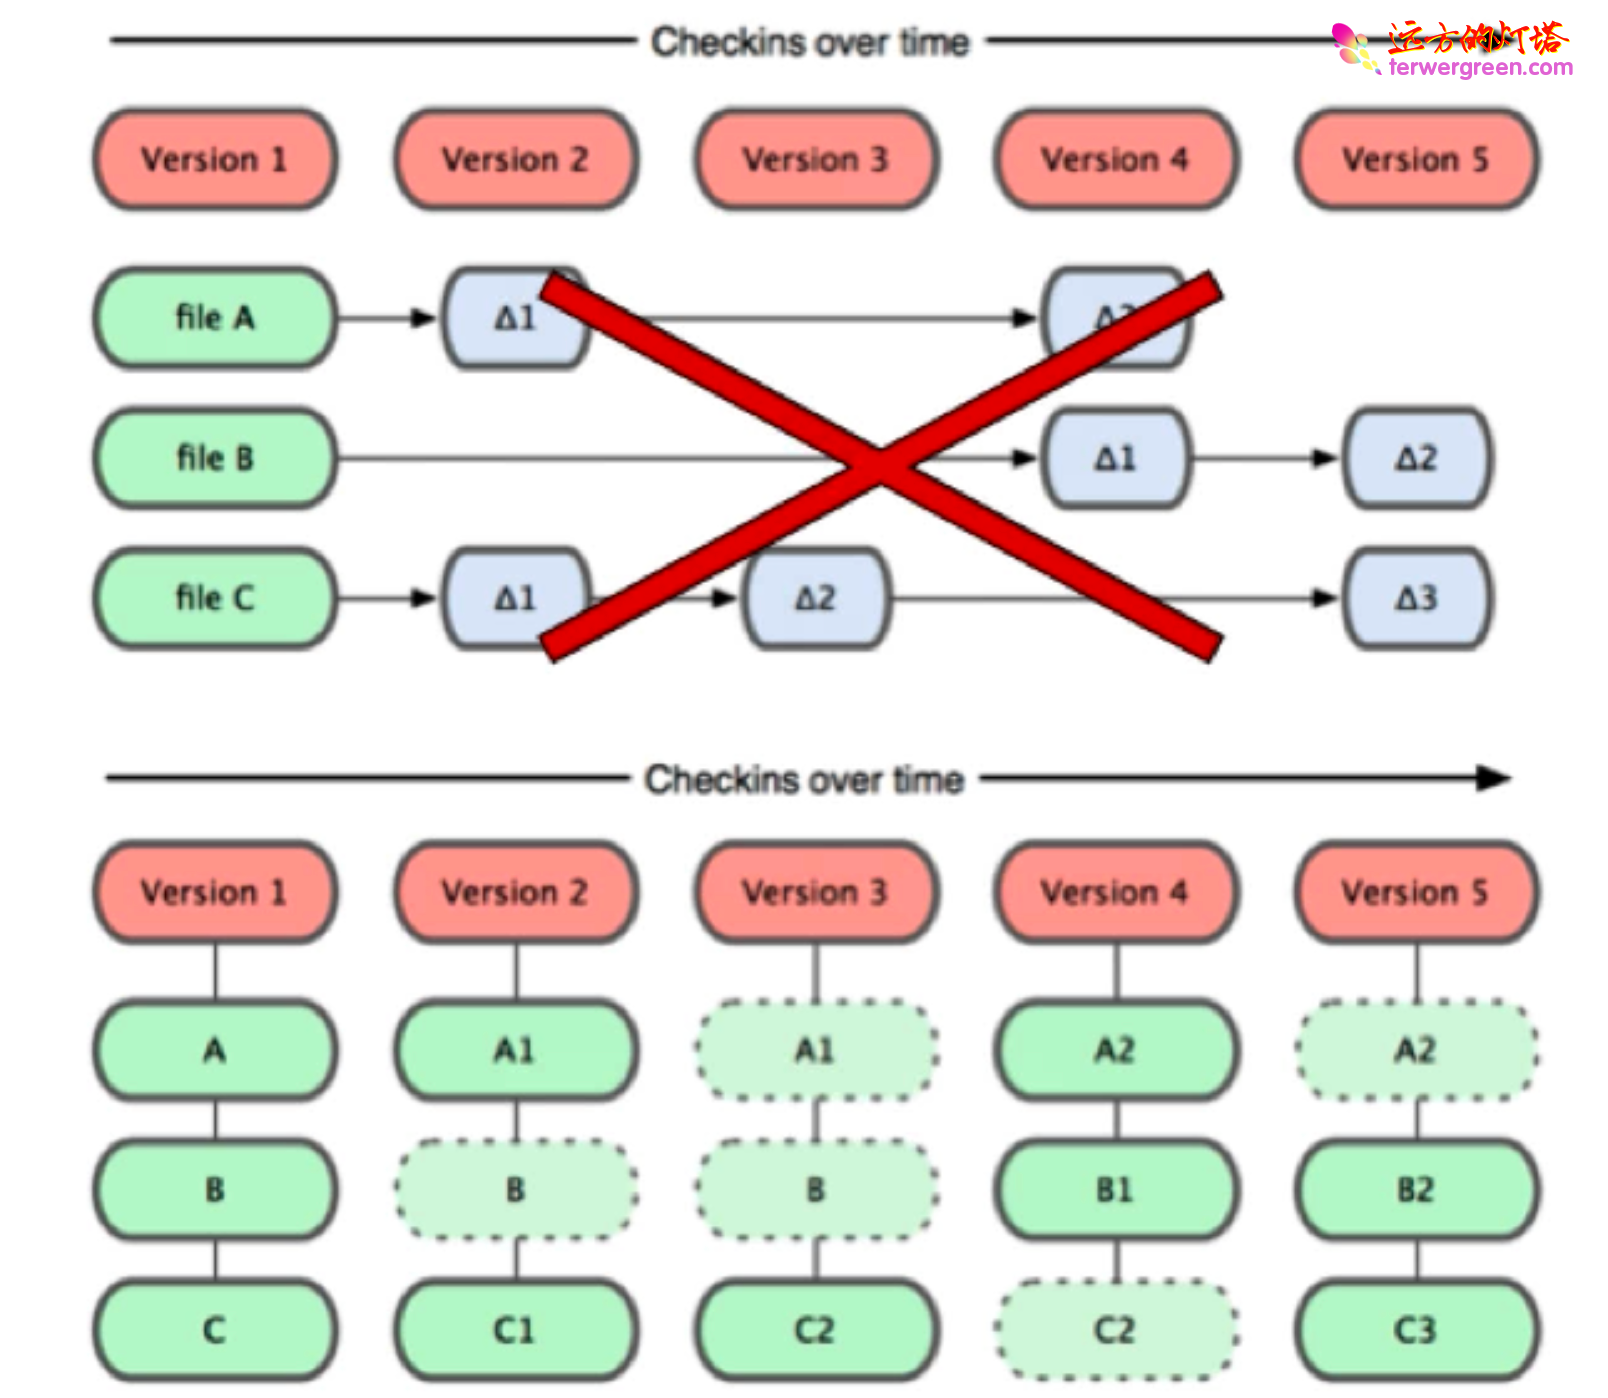 Checkins over time
远方的灯塔
terwergreen.com
Version 1 Version 2 Version 3 Version 4 Version 5
file A Δ1
file B Δ1 Δ2
file C Δ1 Δ2 Δ3
Checkins over time
Version 1 Version 2 Version 3 Version 4 Version 5
A A1 A1 A2 A2
B B B B1 B2
C C1 C2 C2 C3